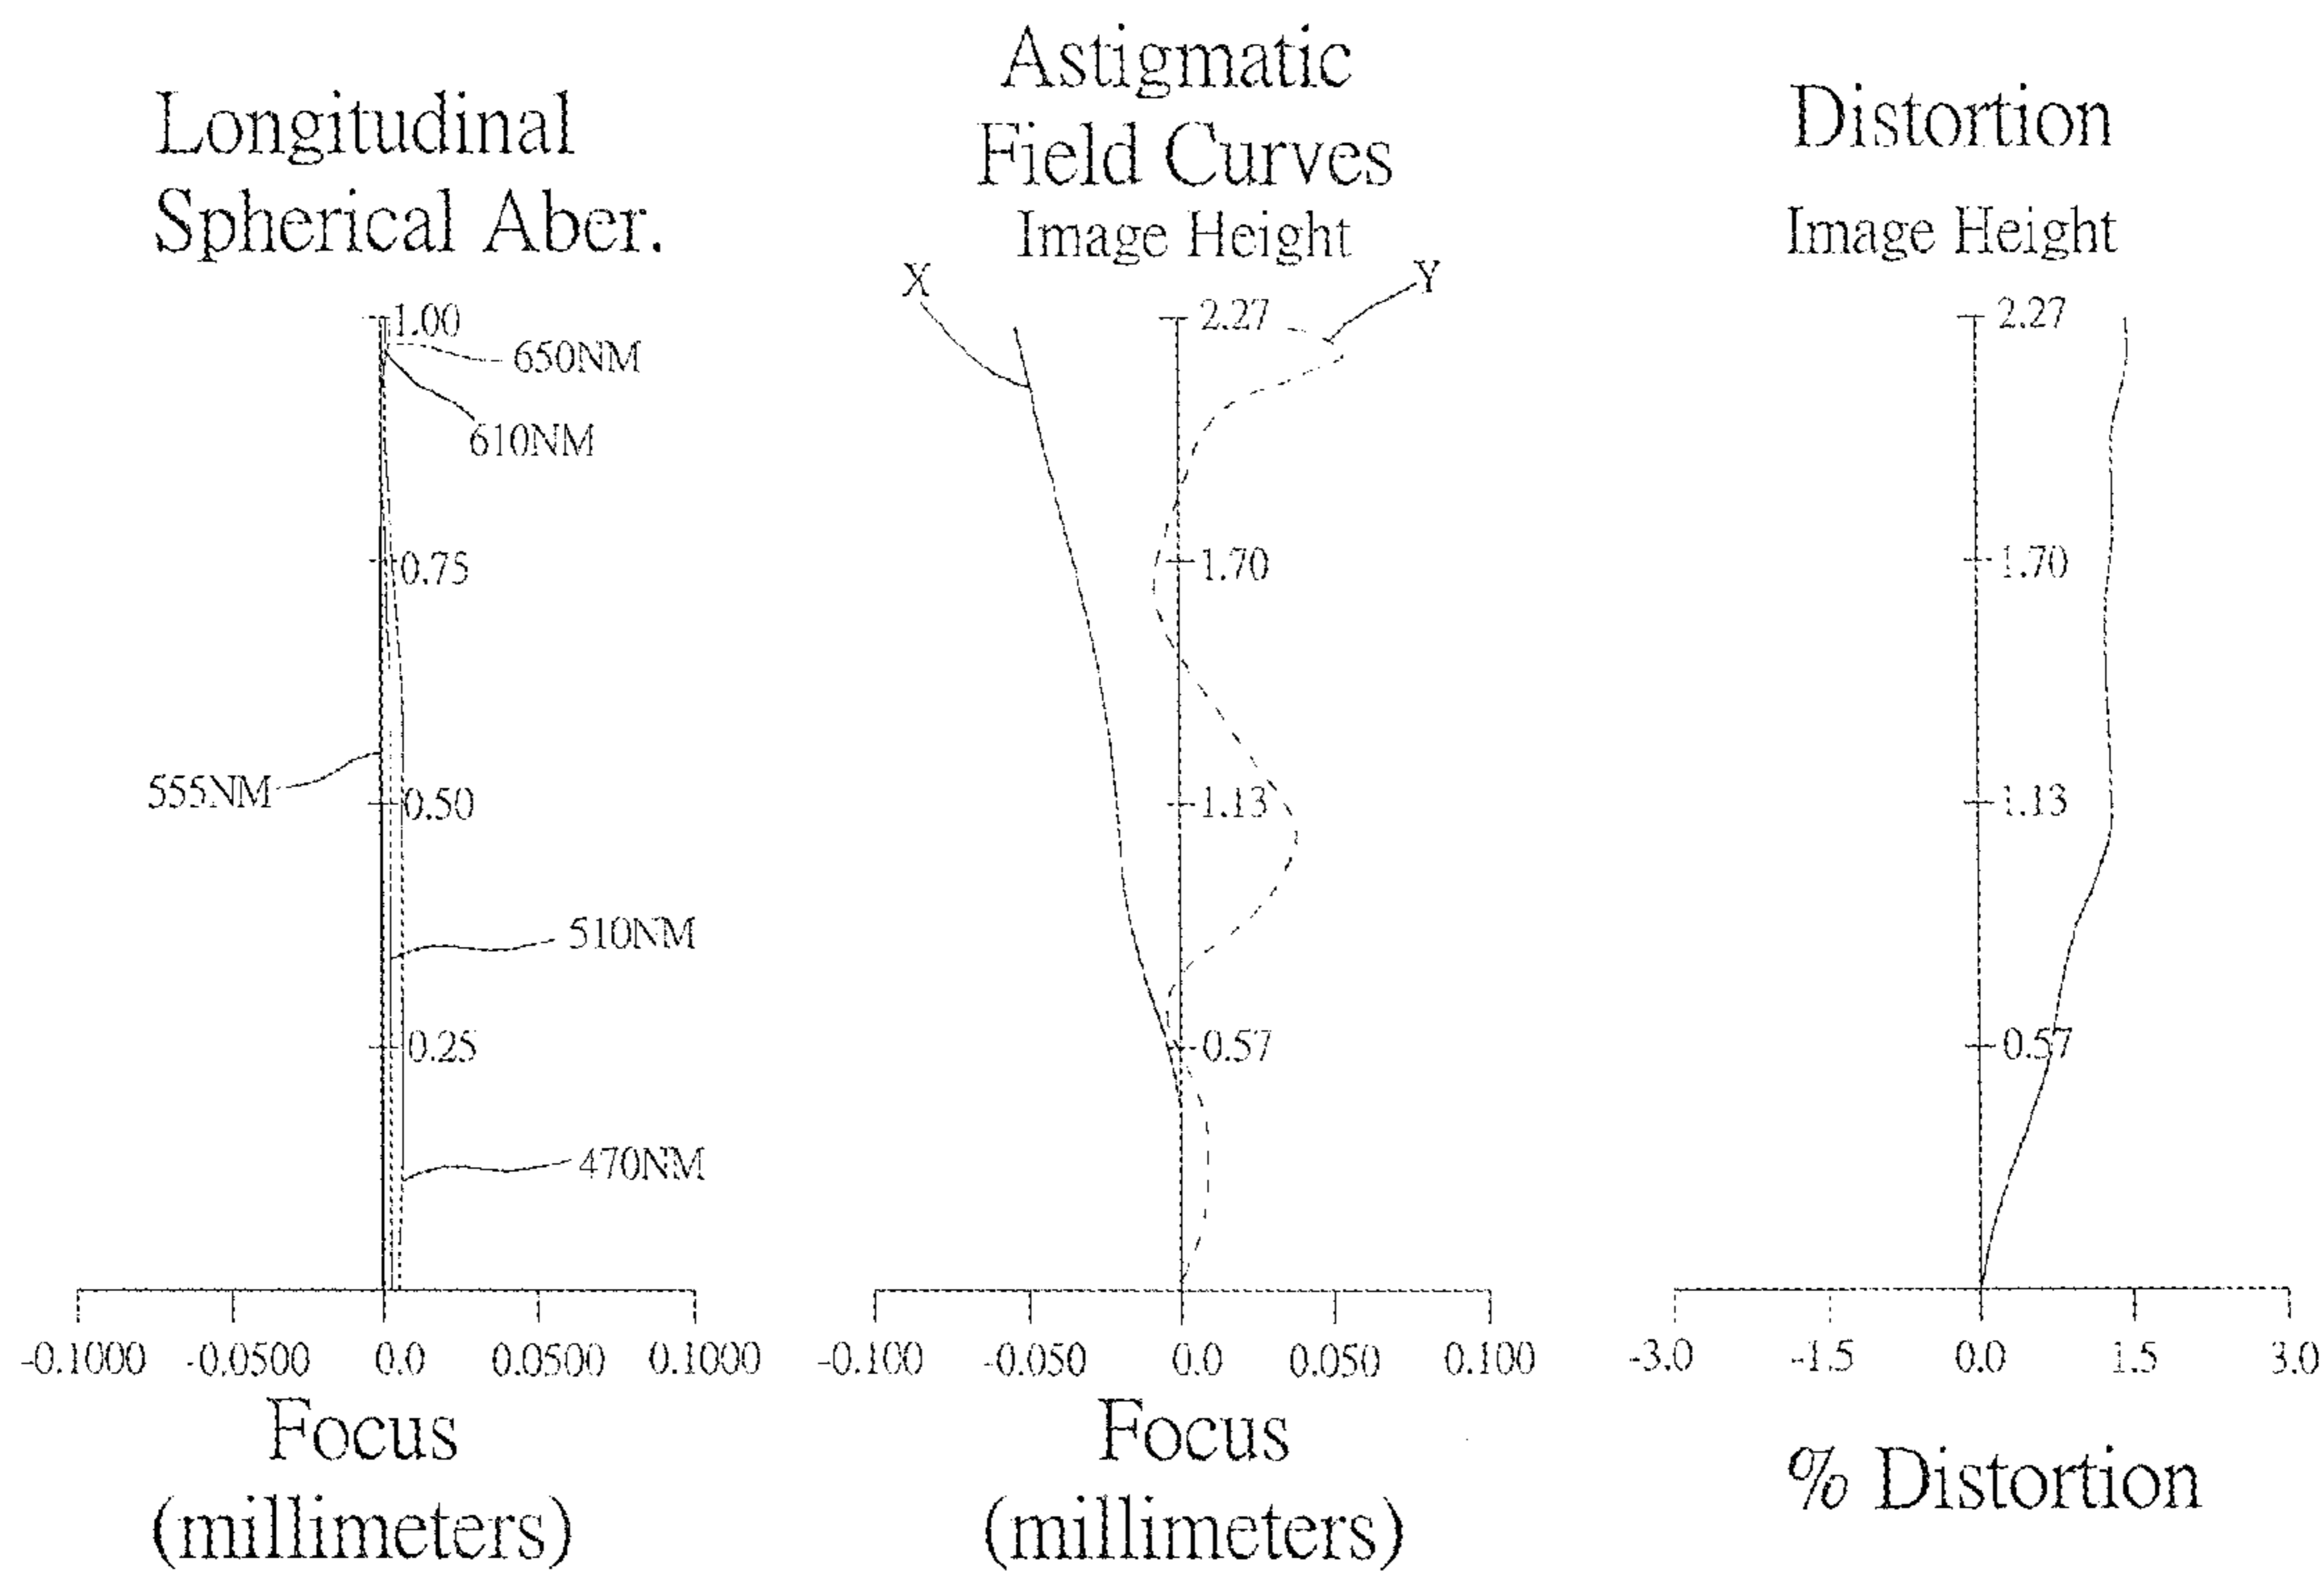 Longitudinal
Spherical Aber.
1.00
650NM
610NM
0.75
555NM
0.50
510NM
0.25
470NM
-0.1000 -0.0500 0.0 0.0500 0.1000
Focus
(millimeters)
Astigmatic
Field Curves
Image Height
X
Y
2.27
1.70
1.13
0.57
-0.100 -0.050 0.0 0.050 0.100
Focus
(millimeters)
Distortion
Image Height
2.27
1.70
1.13
0.57
-3.0 -1.5 0.0 1.5 3.0
% Distortion